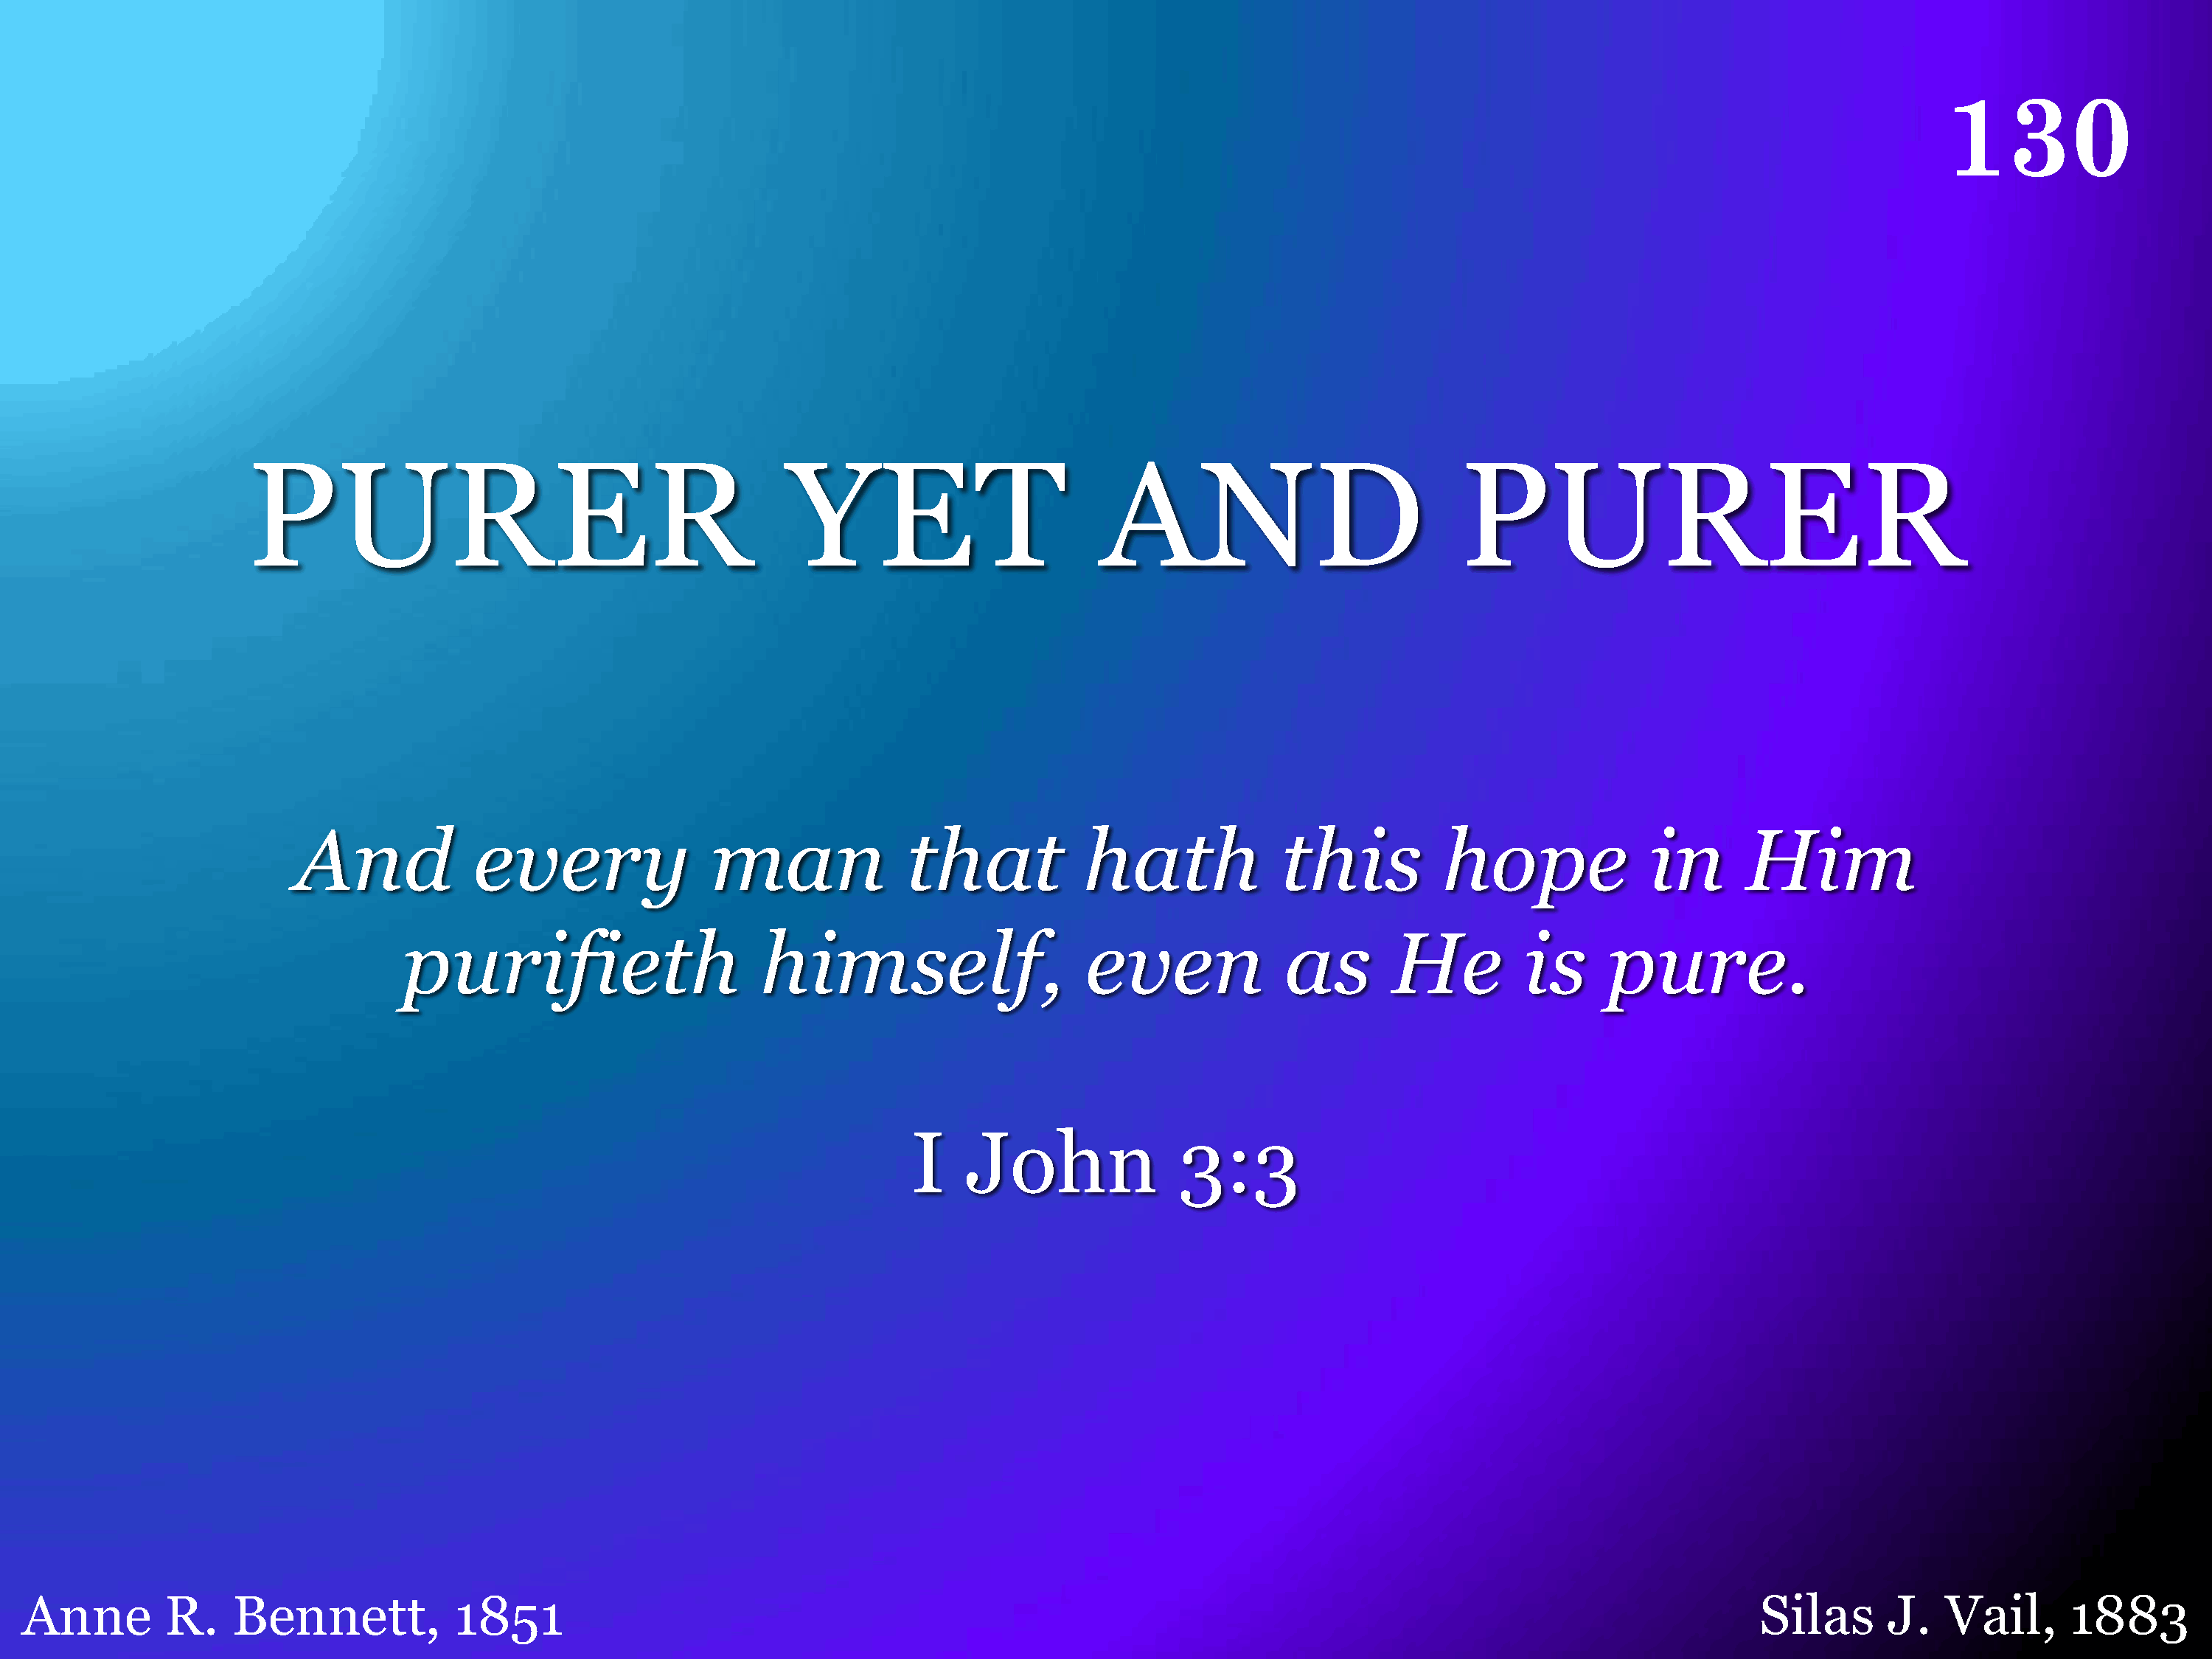 130
PURER YET AND PURER
And every man that hath this hope in Him
purifieth himself, even as He is pure.
I John 3:3
Anne R. Bennett, 1851
Silas J. Vail, 1883